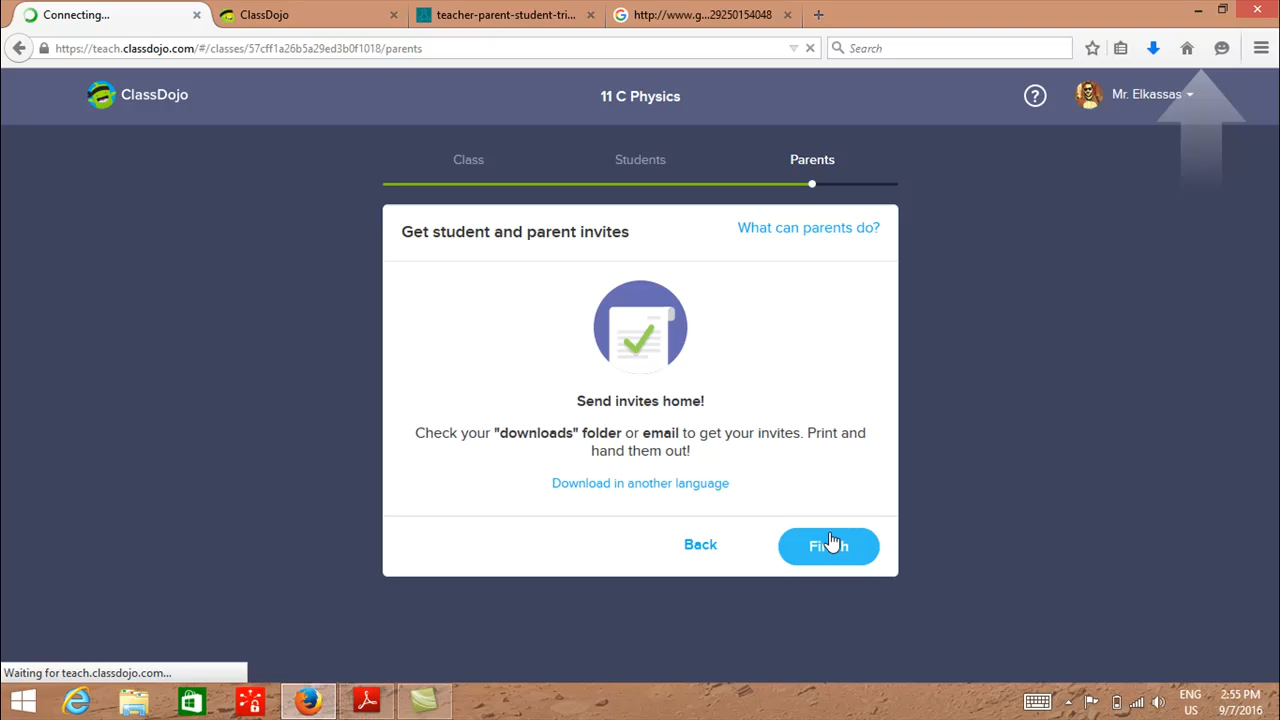 Connecting...
ClassDojo
teacher-parent-student-tri...
http://www.g...29250154048
https://teach.classdojo.com/#/classes/57cff1a26b5a29ed3b0f1018/parents
Search
ClassDojo
11 C Physics
?
Mr. Elkassas
Class
Students
Parents
Get student and parent invites
What can parents do?
Send invites home!
Check your "downloads" folder or email to get your invites. Print and
hand them out!
Download in another language
Back
Finish
Waiting for teach.classdojo.com...
ENG
US
2:55 PM
9/7/2016